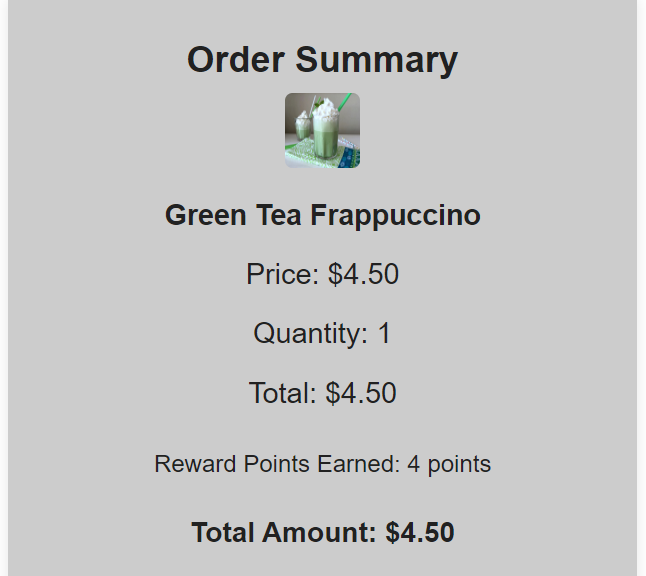 Order Summary
Green Tea Frappuccino
Price: $4.50
Quantity: 1
Total: $4.50
Reward Points Earned: 4 points
Total Amount: $4.50